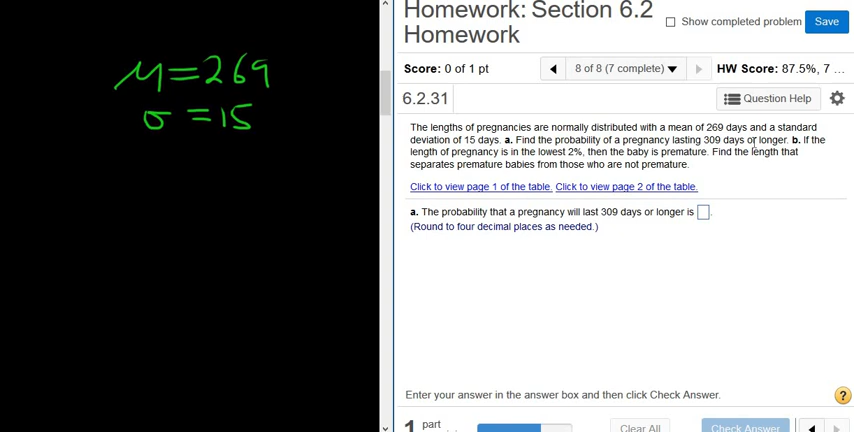 μ = 269
σ = 15
Homework: Section 6.2
Homework
Show completed problem
Save
Score: 0 of 1 pt
8 of 8 (7 complete)
HW Score: 87.5%, 7 ...
6.2.31
Question Help
The lengths of pregnancies are normally distributed with a mean of 269 days and a standard
deviation of 15 days. a. Find the probability of a pregnancy lasting 309 days or longer. b. If the
length of pregnancy is in the lowest 2%, then the baby is premature. Find the length that
separates premature babies from those who are not premature.
Click to view page 1 of the table. Click to view page 2 of the table.
a. The probability that a pregnancy will last 309 days or longer is .
(Round to four decimal places as needed.)
Enter your answer in the answer box and then click Check Answer.
?
1 part
Clear All
Check Answer